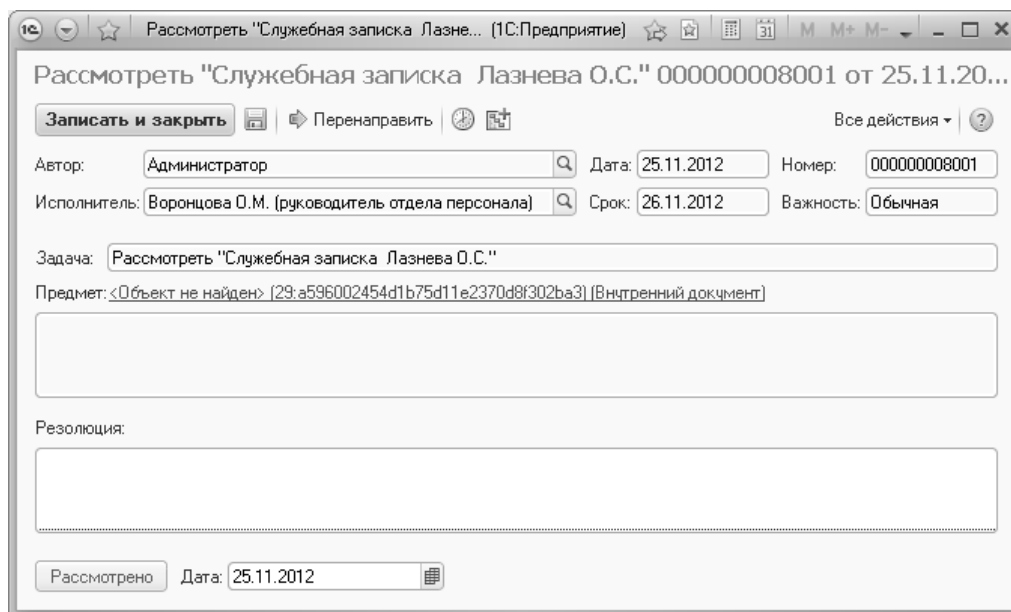 1С Рассмотреть "Служебная записка Лазне... (1С:Предприятие) 31 M M+ M-
Рассмотреть "Служебная записка Лазнева О.С." 000000008001 от 25.11.20...
Записать и закрыть Перенаправить Все действия ?
Автор: Администратор Дата: 25.11.2012 Номер: 000000008001
Исполнитель: Воронцова О.М. (руководитель отдела персонала) Срок: 26.11.2012 Важность: Обычная
Задача: Рассмотреть "Служебная записка Лазнева О.С."
Предмет: <Объект не найден> (29:a596002454d1b75d11e2370d8f302ba3) (Внутренний документ)
Резолюция:
Рассмотрено Дата: 25.11.2012